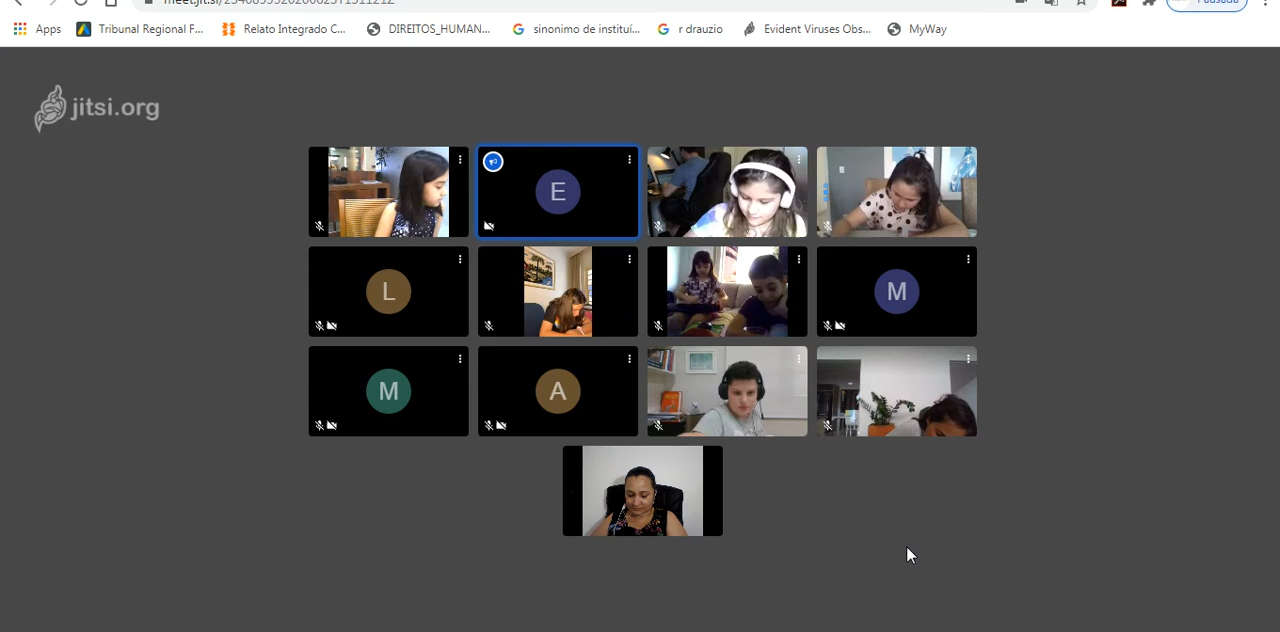 Apps Tribunal Regional F... Relato Integrado C... DIREITOS_HUMAN... sinonimo de instituí... r drauzio Evident Viruses Obs... MyWay
jitsi.org
E
L
M
M A